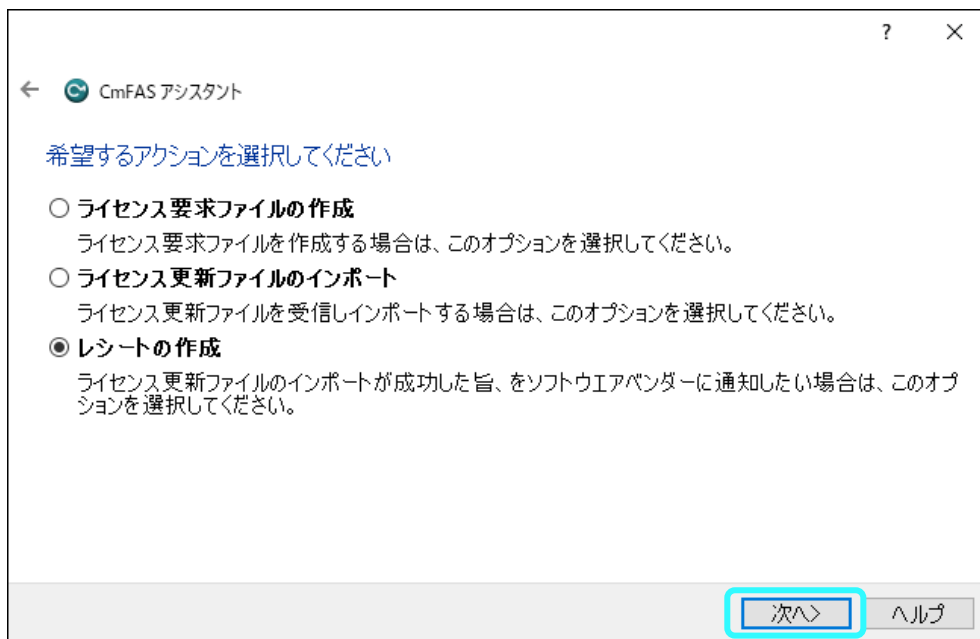 ?
CmFAS アシスタント
希望するアクションを選択してください
ライセンス要求ファイルの作成
ライセンス要求ファイルを作成する場合は、このオプションを選択してください。
ライセンス更新ファイルのインポート
ライセンス更新ファイルを受信しインポートする場合は、このオプションを選択してください。
レシートの作成
ライセンス更新ファイルのインポートが成功した旨、をソフトウエアベンダーに通知したい場合は、このオプ
ションを選択してください。
次へ>
ヘルプ